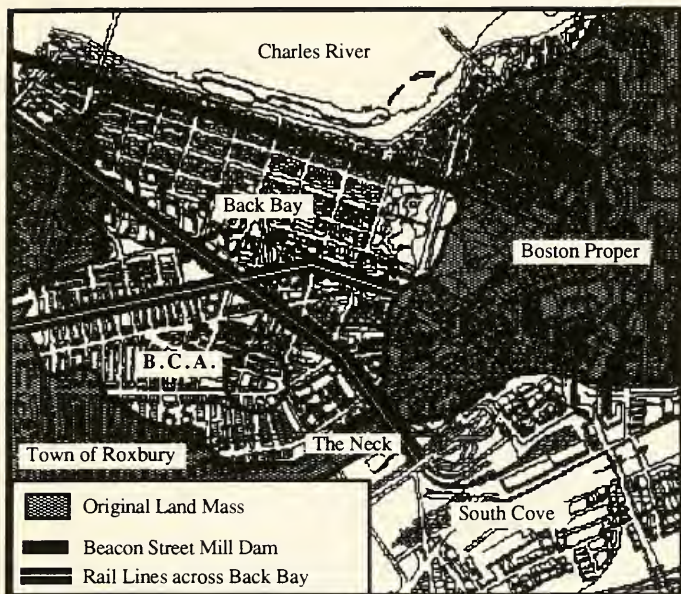 Charles River
Back Bay
Boston Proper
B.C.A.
The Neck
Town of Roxbury
South Cove
Original Land Mass
Beacon Street Mill Dam
Rail Lines across Back Bay